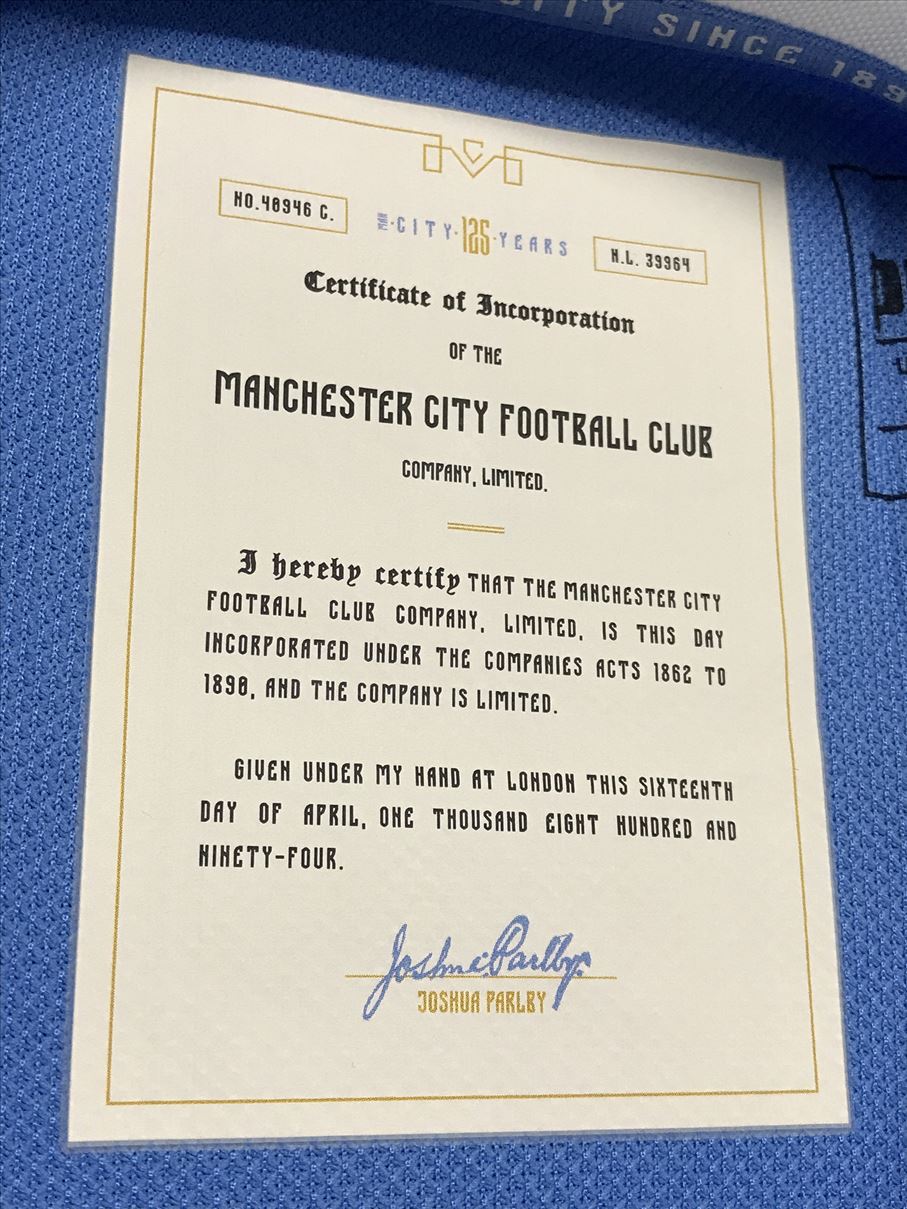 CITY SINCE 189
NO.40946 C.
CITY·125·YEARS
N.L. 39964
Certificate of Incorporation
OF THE
MANCHESTER CITY FOOTBALL CLUB
COMPANY, LIMITED.
I hereby certify THAT THE MANCHESTER CITY
FOOTBALL CLUB COMPANY, LIMITED, IS THIS DAY
INCORPORATED UNDER THE COMPANIES ACTS 1862 TO
1890, AND THE COMPANY IS LIMITED.
GIVEN UNDER MY HAND AT LONDON THIS SIXTEENTH
DAY OF APRIL, ONE THOUSAND EIGHT HUNDRED AND
NINETY-FOUR.
Joshua Parlby
JOSHUA PARLBY